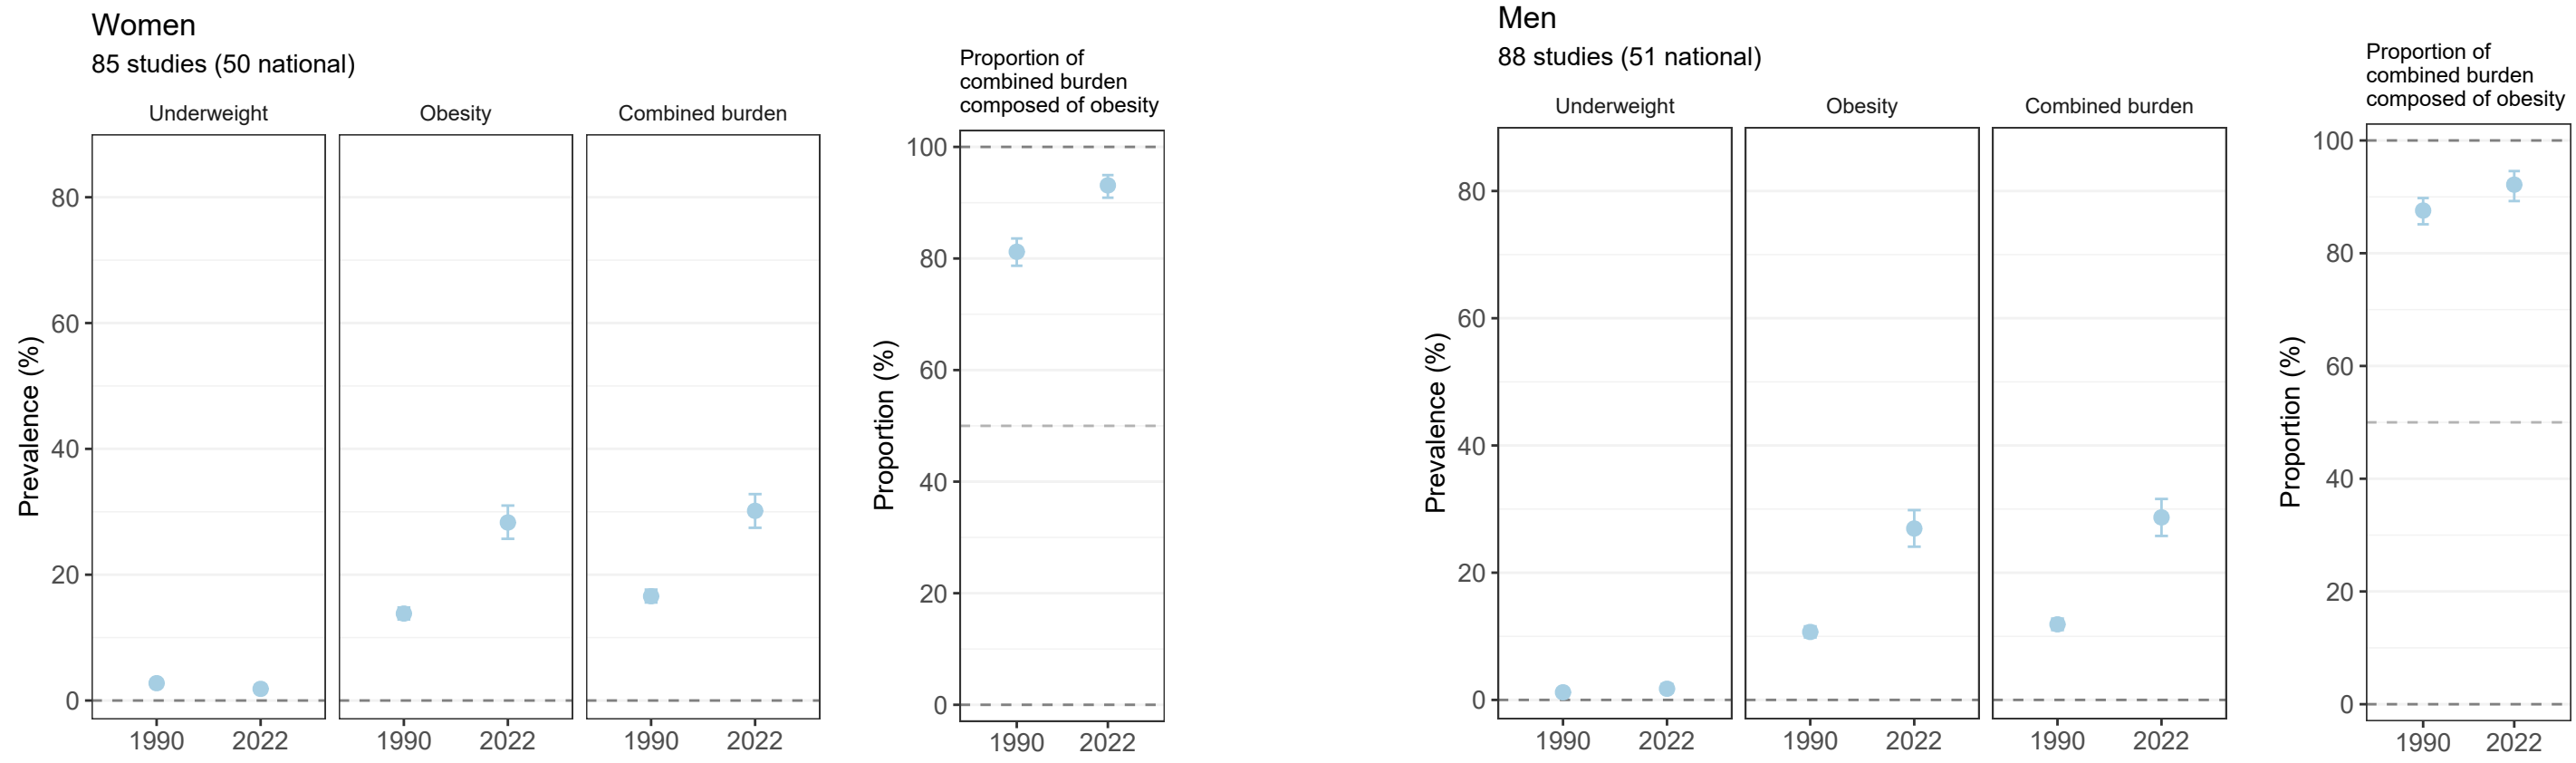 Women
85 studies (50 national)
Underweight
Obesity
Combined burden
Prevalence (%)
80
60
40
20
0
1990 2022
1990 2022
1990 2022
Proportion of
combined burden
composed of obesity
Proportion (%)
100
80
60
40
20
0
1990 2022
Men
88 studies (51 national)
Underweight
Obesity
Combined burden
Prevalence (%)
80
60
40
20
0
1990 2022
1990 2022
1990 2022
Proportion of
combined burden
composed of obesity
Proportion (%)
100
80
60
40
20
0
1990 2022